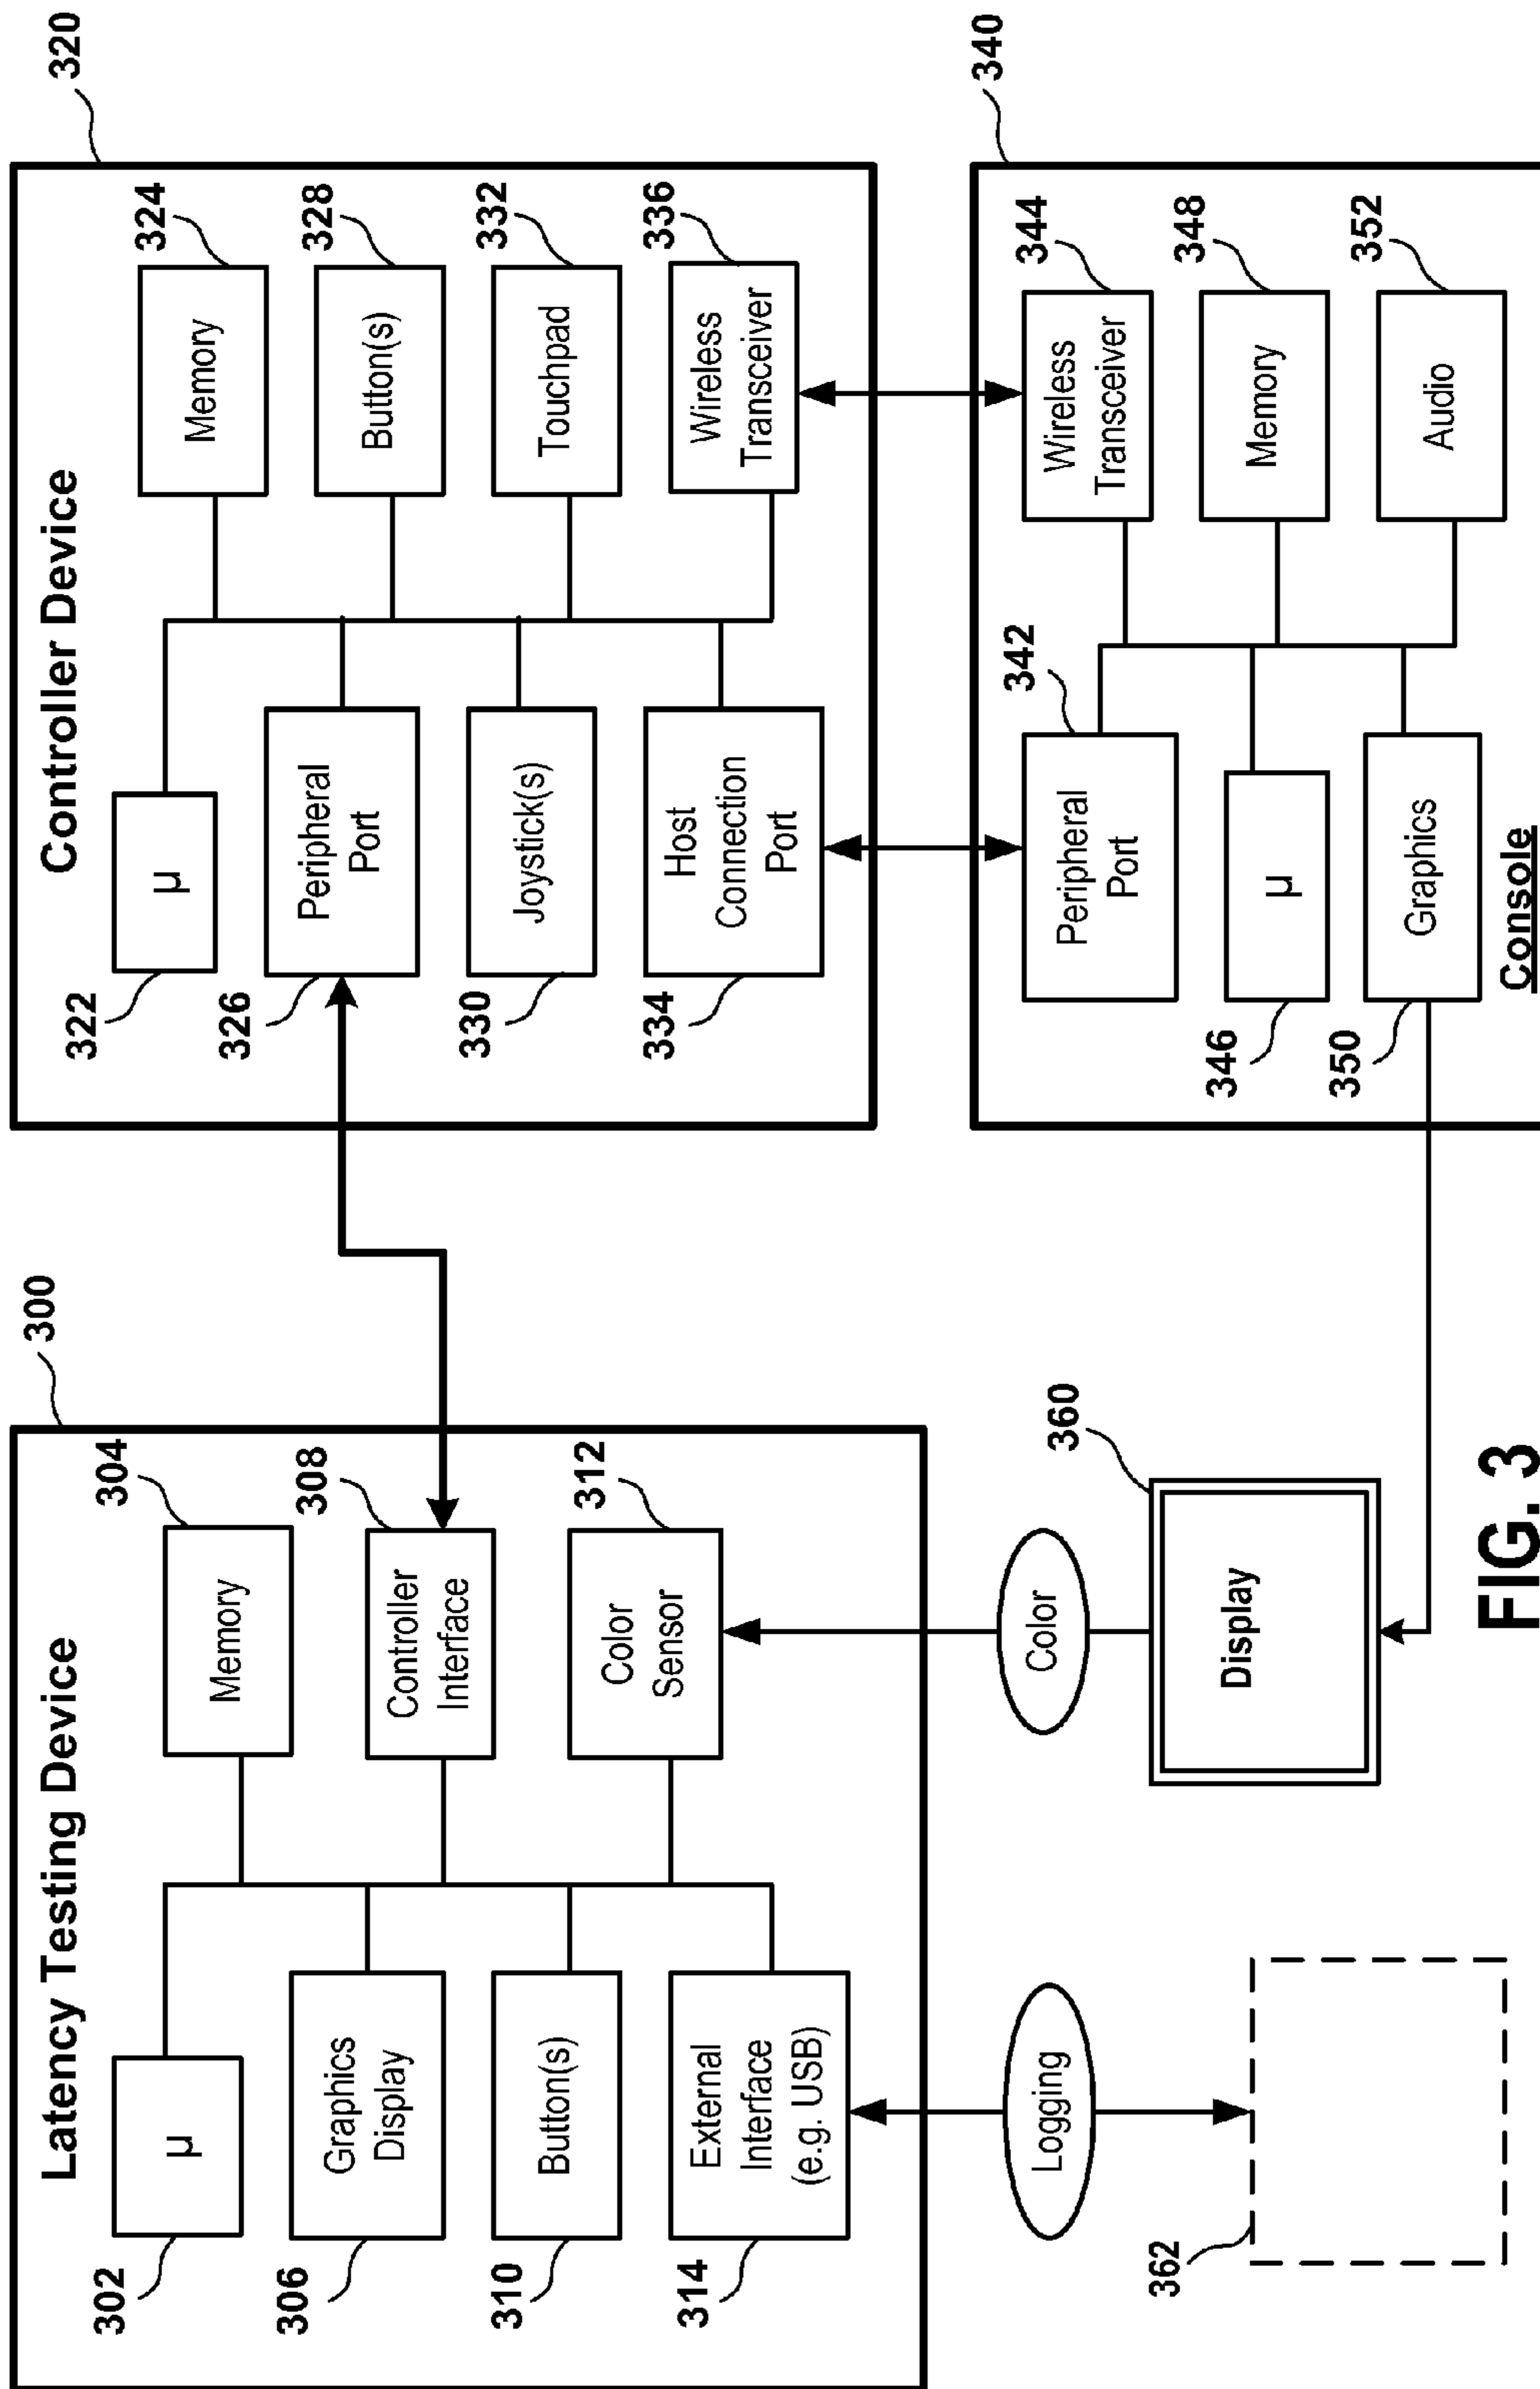 Latency Testing Device
300
302
μ
304
Memory
306
Graphics
Display
308
Controller
Interface
310
Button(s)
312
Color
Sensor
314
External
Interface
(e.g. USB)
Logging
362
Color
360
Display
Controller Device
320
322
μ
324
Memory
326
Peripheral
Port
328
Button(s)
330
Joystick(s)
332
Touchpad
334
Host
Connection
Port
336
Wireless
Transceiver
340
342
Peripheral
Port
344
Wireless
Transceiver
346
μ
348
Memory
350
Graphics
352
Audio
Console
FIG. 3